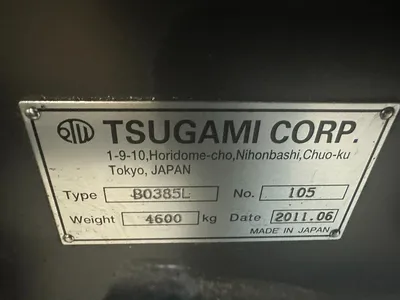 TSUGAMI CORP.
1-9-10,Horidome-cho,Nihonbashi,Chuo-ku
Tokyo, JAPAN
Type B0385L No. 105
Weight 4600 kg Date 2011.06
MADE IN JAPAN